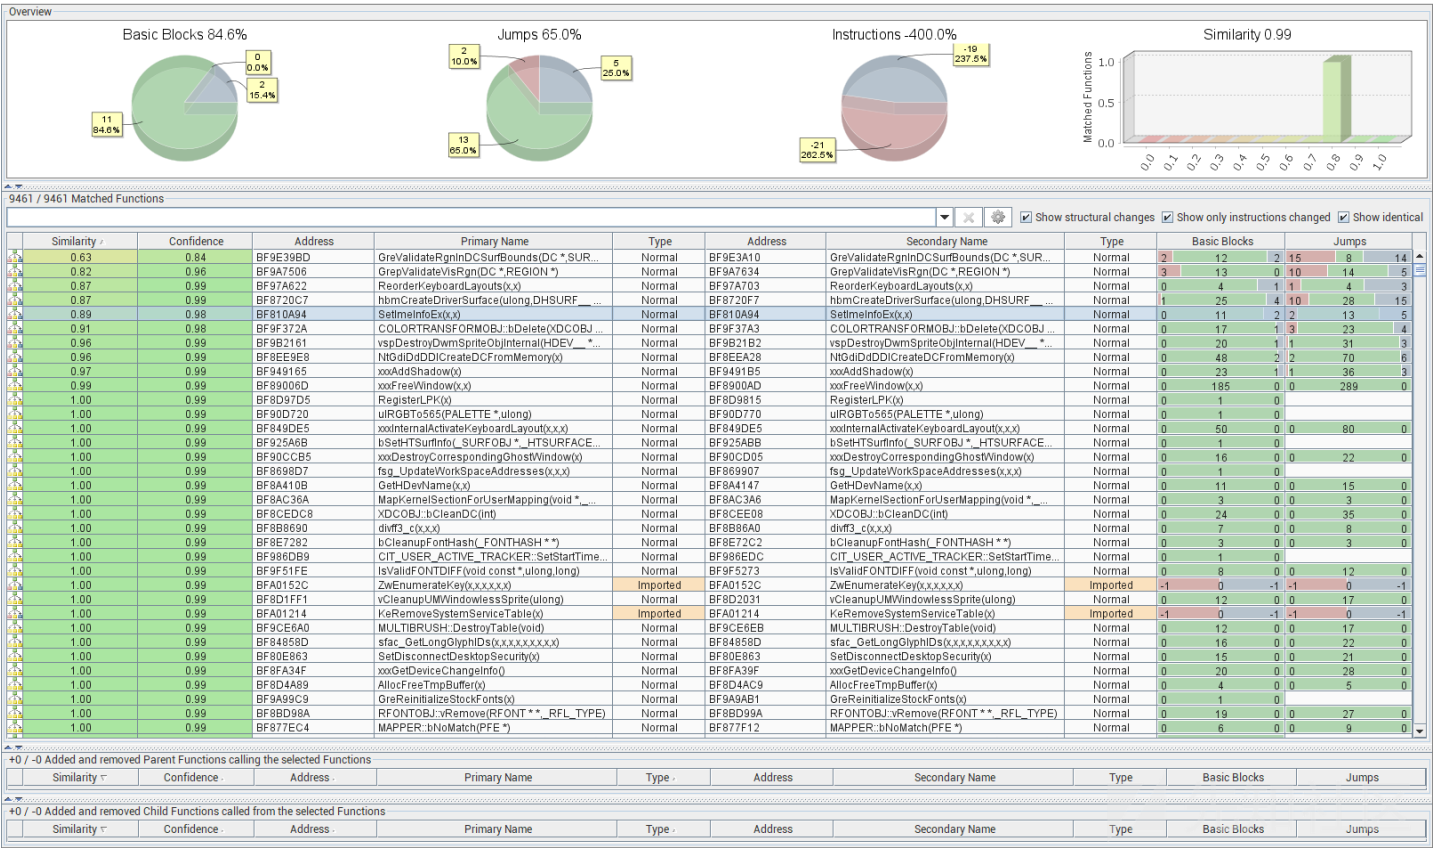 Overview
Basic Blocks 84.6% Jumps 65.0% Instructions -400.0% Similarity 0.99
0
0.0%
2
15.4%
11
84.6%
2
10.0%
5
25.0%
13
65.0%
-19
237.5%
-21
262.5%
Matched Functions
1.0
0.5
0.0
0.0 0.1 0.2 0.3 0.4 0.5 0.6 0.7 0.8 0.9 1.0
9461 / 9461 Matched Functions
Show structural changes Show only instructions changed Show identical
Similarity Confidence Address Primary Name Type Address Secondary Name Type Basic Blocks Jumps
0.63 0.84 BF9E39BD GreValidateRgnInDCSurfBounds(DC *,SUR... Normal BF9E3A10 GreValidateRgnInDCSurfBounds(DC *,SUR... Normal 2 12 2 15 8 14
0.82 0.96 BF9A7506 GrepValidateVisRgn(DC *,REGION *) Normal BF9A7634 GrepValidateVisRgn(DC *,REGION *) Normal 3 13 0 10 14 5
0.87 0.96 BF97A622 ReorderKeyboardLayouts(x,x) Normal BF97A703 ReorderKeyboardLayouts(x,x) Normal 0 4 1 1 4 3
0.87 0.99 BF8720C7 hbmCreateDriverSurface(ulong,DHSURF__ ... Normal BF8720F7 hbmCreateDriverSurface(ulong,DHSURF__ ... Normal 1 25 4 10 28 15
0.89 0.98 BF810A94 SetImeInfoEx(x,x) Normal BF810A94 SetImeInfoEx(x,x) Normal 0 11 2 2 13 5
0.91 0.98 BF9F372A COLORTRANSFORMOBJ::bDelete(XDCOBJ ... Normal BF9F37A3 COLORTRANSFORMOBJ::bDelete(XDCOBJ ... Normal 0 17 1 3 23 4
0.96 0.99 BF9B2161 vspDestroyDwmSpriteObjInternal(HDEV__ *... Normal BF9B21B2 vspDestroyDwmSpriteObjInternal(HDEV__ *... Normal 0 20 1 1 31 3
0.96 0.99 BF8EE9E8 NtGdiDdDDICreateDCFromMemory(x) Normal BF8EEA28 NtGdiDdDDICreateDCFromMemory(x) Normal 0 48 2 2 70 6
0.97 0.99 BF949165 xxxAddShadow(x) Normal BF9491B5 xxxAddShadow(x) Normal 0 23 1 1 36 3
0.99 0.99 BF89006D xxxFreeWindow(x,x) Normal BF8900AD xxxFreeWindow(x,x) Normal 0 185 0 0 289 0
1.00 0.99 BF8D97D5 RegisterLPK(x) Normal BF8D9815 RegisterLPK(x) Normal 0 1 0
1.00 0.99 BF90D720 ulRGBTo565(PALETTE *,ulong) Normal BF90D770 ulRGBTo565(PALETTE *,ulong) Normal 0 1 0
1.00 0.99 BF849DE5 xxxInternalActivateKeyboardLayout(x,x,x) Normal BF849DE5 xxxInternalActivateKeyboardLayout(x,x,x) Normal 0 50 0 0 80 0
1.00 0.99 BF925A6B bSetHTSurfInfo(_SURFOBJ *,_HTSURFACE... Normal BF925ABB bSetHTSurfInfo(_SURFOBJ *,_HTSURFACE... Normal 0 1 0
1.00 0.99 BF90CCB5 xxxDestroyCorrespondingGhostWindow(x) Normal BF90CD05 xxxDestroyCorrespondingGhostWindow(x) Normal 0 16 0 0 22 0
1.00 0.99 BF8698D7 fsg_UpdateWorkSpaceAddresses(x,x,x) Normal BF869907 fsg_UpdateWorkSpaceAddresses(x,x,x) Normal 0 1 0
1.00 0.99 BF8A410B GetHDevName(x,x) Normal BF8A4147 GetHDevName(x,x) Normal 0 11 0 0 15 0
1.00 0.99 BF8AC36A MapKernelSectionForUserMapping(void *,_... Normal BF8AC3A6 MapKernelSectionForUserMapping(void *,_... Normal 0 3 0 0 3 0
1.00 0.99 BF8CEDC8 XDCOBJ::bCleanDC(int) Normal BF8CEE08 XDCOBJ::bCleanDC(int) Normal 0 24 0 0 35 0
1.00 0.99 BF8B8690 divff3_c(x,x,x) Normal BF8B86A0 divff3_c(x,x,x) Normal 0 7 0 0 8 0
1.00 0.99 BF8E7282 bCleanupFontHash(_FONTHASH * *) Normal BF8E72C2 bCleanupFontHash(_FONTHASH * *) Normal 0 3 0 0 3 0
1.00 0.99 BF986DB9 CIT_USER_ACTIVE_TRACKER::SetStartTime... Normal BF986EDC CIT_USER_ACTIVE_TRACKER::SetStartTime... Normal 0 1 0
1.00 0.99 BF9F51FE IsValidFONTDIFF(void const *,ulong,long) Normal BF9F5273 IsValidFONTDIFF(void const *,ulong,long) Normal 0 8 0 0 12 0
1.00 0.99 BFA0152C ZwEnumerateKey(x,x,x,x,x,x) Imported BFA0152C ZwEnumerateKey(x,x,x,x,x,x) Imported -1 0 -1 -1 0 -1
1.00 0.99 BF8D1FF1 vCleanupUMWindowlessSprite(ulong) Normal BF8D2031 vCleanupUMWindowlessSprite(ulong) Normal 0 12 0 0 17 0
1.00 0.99 BFA01214 KeRemoveSystemServiceTable(x) Imported BFA01214 KeRemoveSystemServiceTable(x) Imported -1 0 -1 -1 0 -1
1.00 0.99 BF9CE6A0 MULTIBRUSH::DestroyTable(void) Normal BF9CE6EB MULTIBRUSH::DestroyTable(void) Normal 0 12 0 0 17 0
1.00 0.99 BF84858D sfac_GetLongGlyphIDs(x,x,x,x,x,x,x,x,x) Normal BF84858D sfac_GetLongGlyphIDs(x,x,x,x,x,x,x,x,x) Normal 0 16 0 0 22 0
1.00 0.99 BF80E863 SetDisconnectDesktopSecurity(x) Normal BF80E863 SetDisconnectDesktopSecurity(x) Normal 0 15 0 0 21 0
1.00 0.99 BF8FA34F xxxGetDeviceChangeInfo() Normal BF8FA39F xxxGetDeviceChangeInfo() Normal 0 20 0 0 28 0
1.00 0.99 BF8D4A89 AllocFreeTmpBuffer(x) Normal BF8D4AC9 AllocFreeTmpBuffer(x) Normal 0 4 0 0 5 0
1.00 0.99 BF9A99C9 GreReinitializeStockFonts(x) Normal BF9A9AB1 GreReinitializeStockFonts(x) Normal 0 1 0
1.00 0.99 BF8BD98A RFONTOBJ::vRemove(RFONT * *,_RFL_TYPE) Normal BF8BD99A RFONTOBJ::vRemove(RFONT * *,_RFL_TYPE) Normal 0 19 0 0 27 0
1.00 0.99 BF877EC4 MAPPER::bNoMatch(PFE *) Normal BF877F12 MAPPER::bNoMatch(PFE *) Normal 0 6 0 0 9 0
+0 / -0 Added and removed Parent Functions calling the selected Functions
Similarity Confidence Address Primary Name Type Address Secondary Name Type Basic Blocks Jumps
+0 / -0 Added and removed Child Functions called from the selected Functions
Similarity Confidence Address Primary Name Type Address Secondary Name Type Basic Blocks Jumps